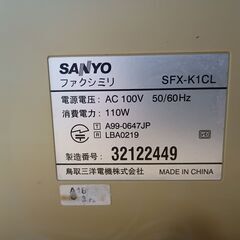 SANYO
ファクシミリ SFX-K1CL
電源電圧：AC 100V 50/60Hz
消費電力：110W
T A99-0647JP
A LBA0219
製造番号：32122449
鳥取三洋電機株式会社 MADE IN CHINA